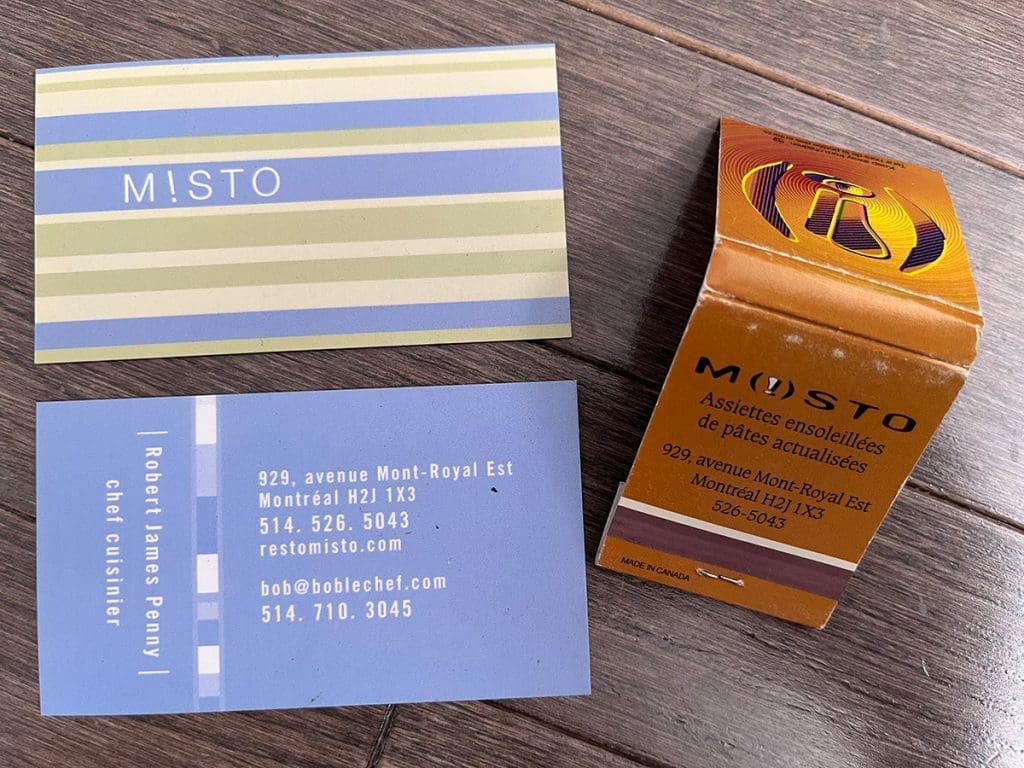 M!STO
| Robert James Penny |
chef cuisinier
929, avenue Mont-Royal Est
Montréal H2J 1X3
514. 526. 5043
restomisto.com
bob@boblechef.com
514. 710. 3045
M(!)STO
Assiettes ensoleillées
de pâtes actualisées
929, avenue Mont-Royal Est
Montréal H2J 1X3
526-5043
MADE IN CANADA